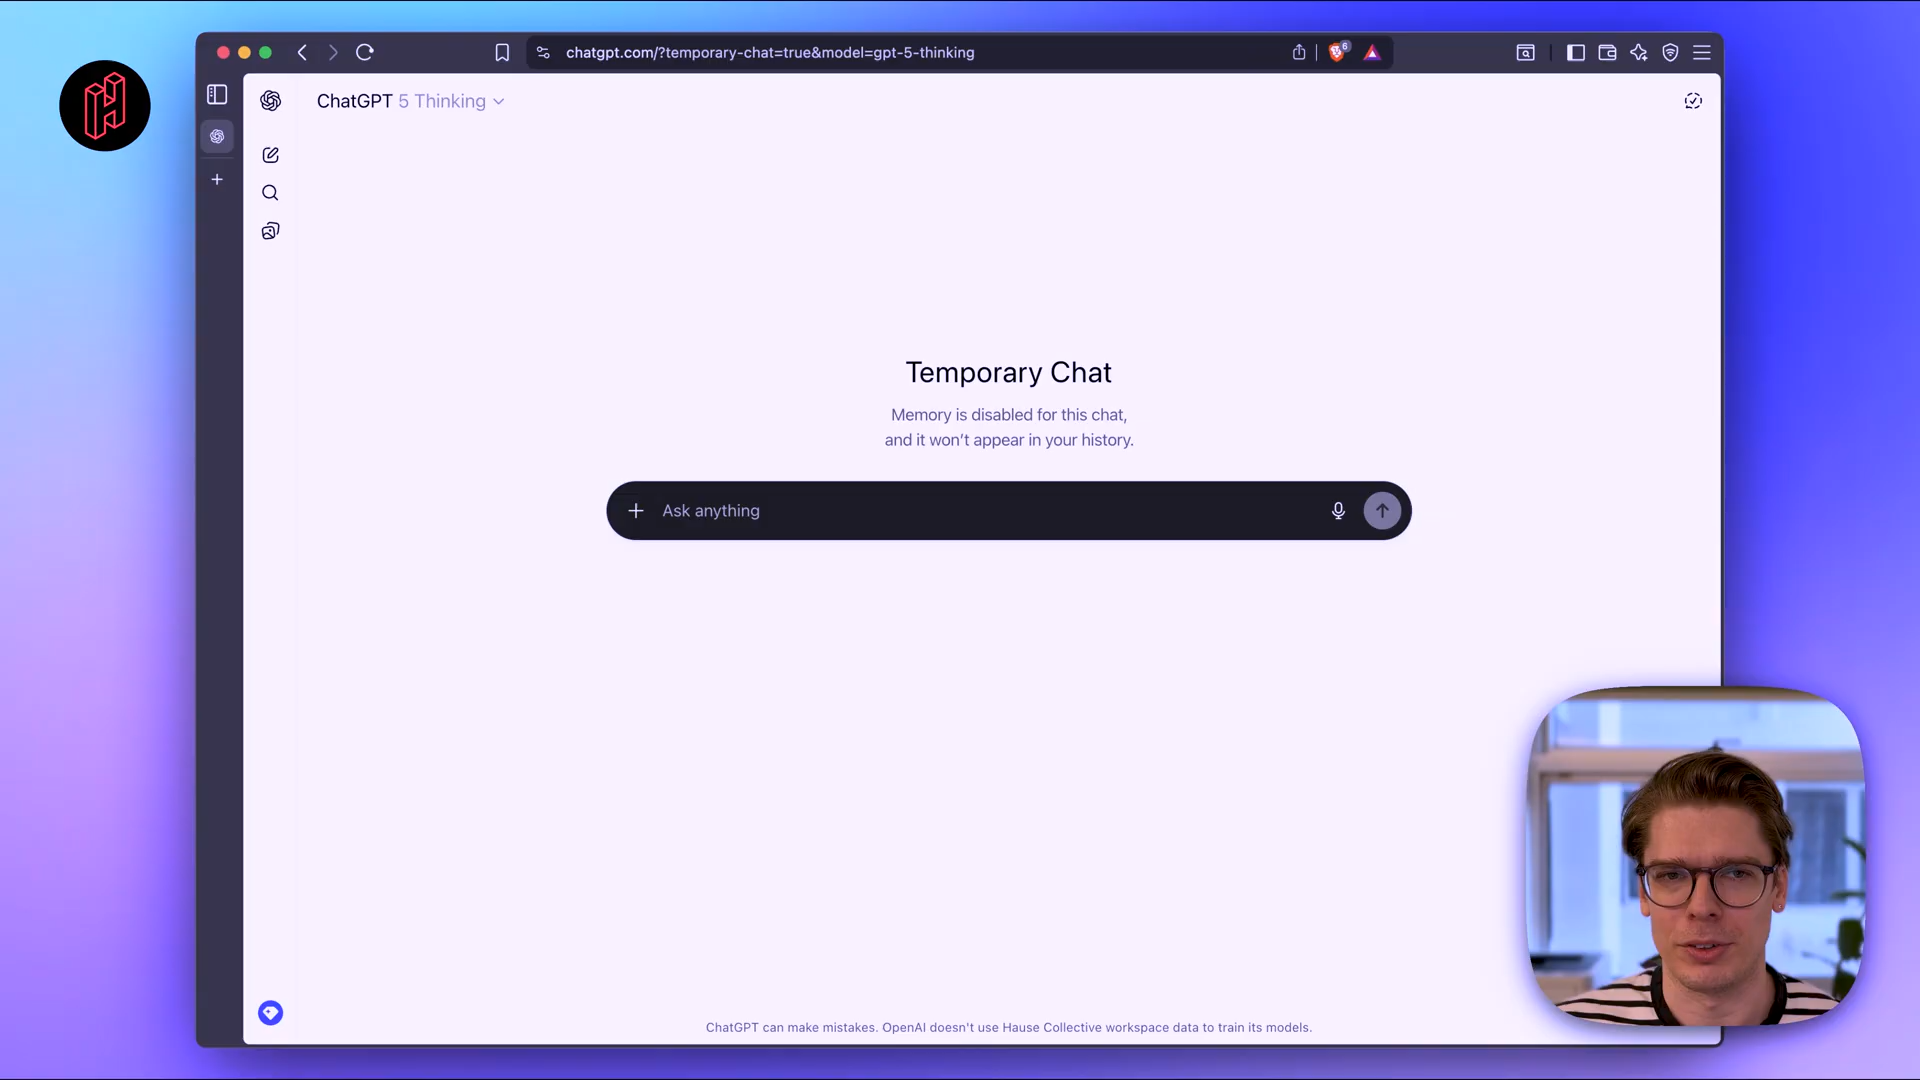 chatgpt.com/?temporary-chat=true&model=gpt-5-thinking
6
ChatGPT 5 Thinking
Temporary Chat
Memory is disabled for this chat,
and it won’t appear in your history.
Ask anything
ChatGPT can make mistakes. OpenAI doesn't use Hause Collective workspace data to train its models.